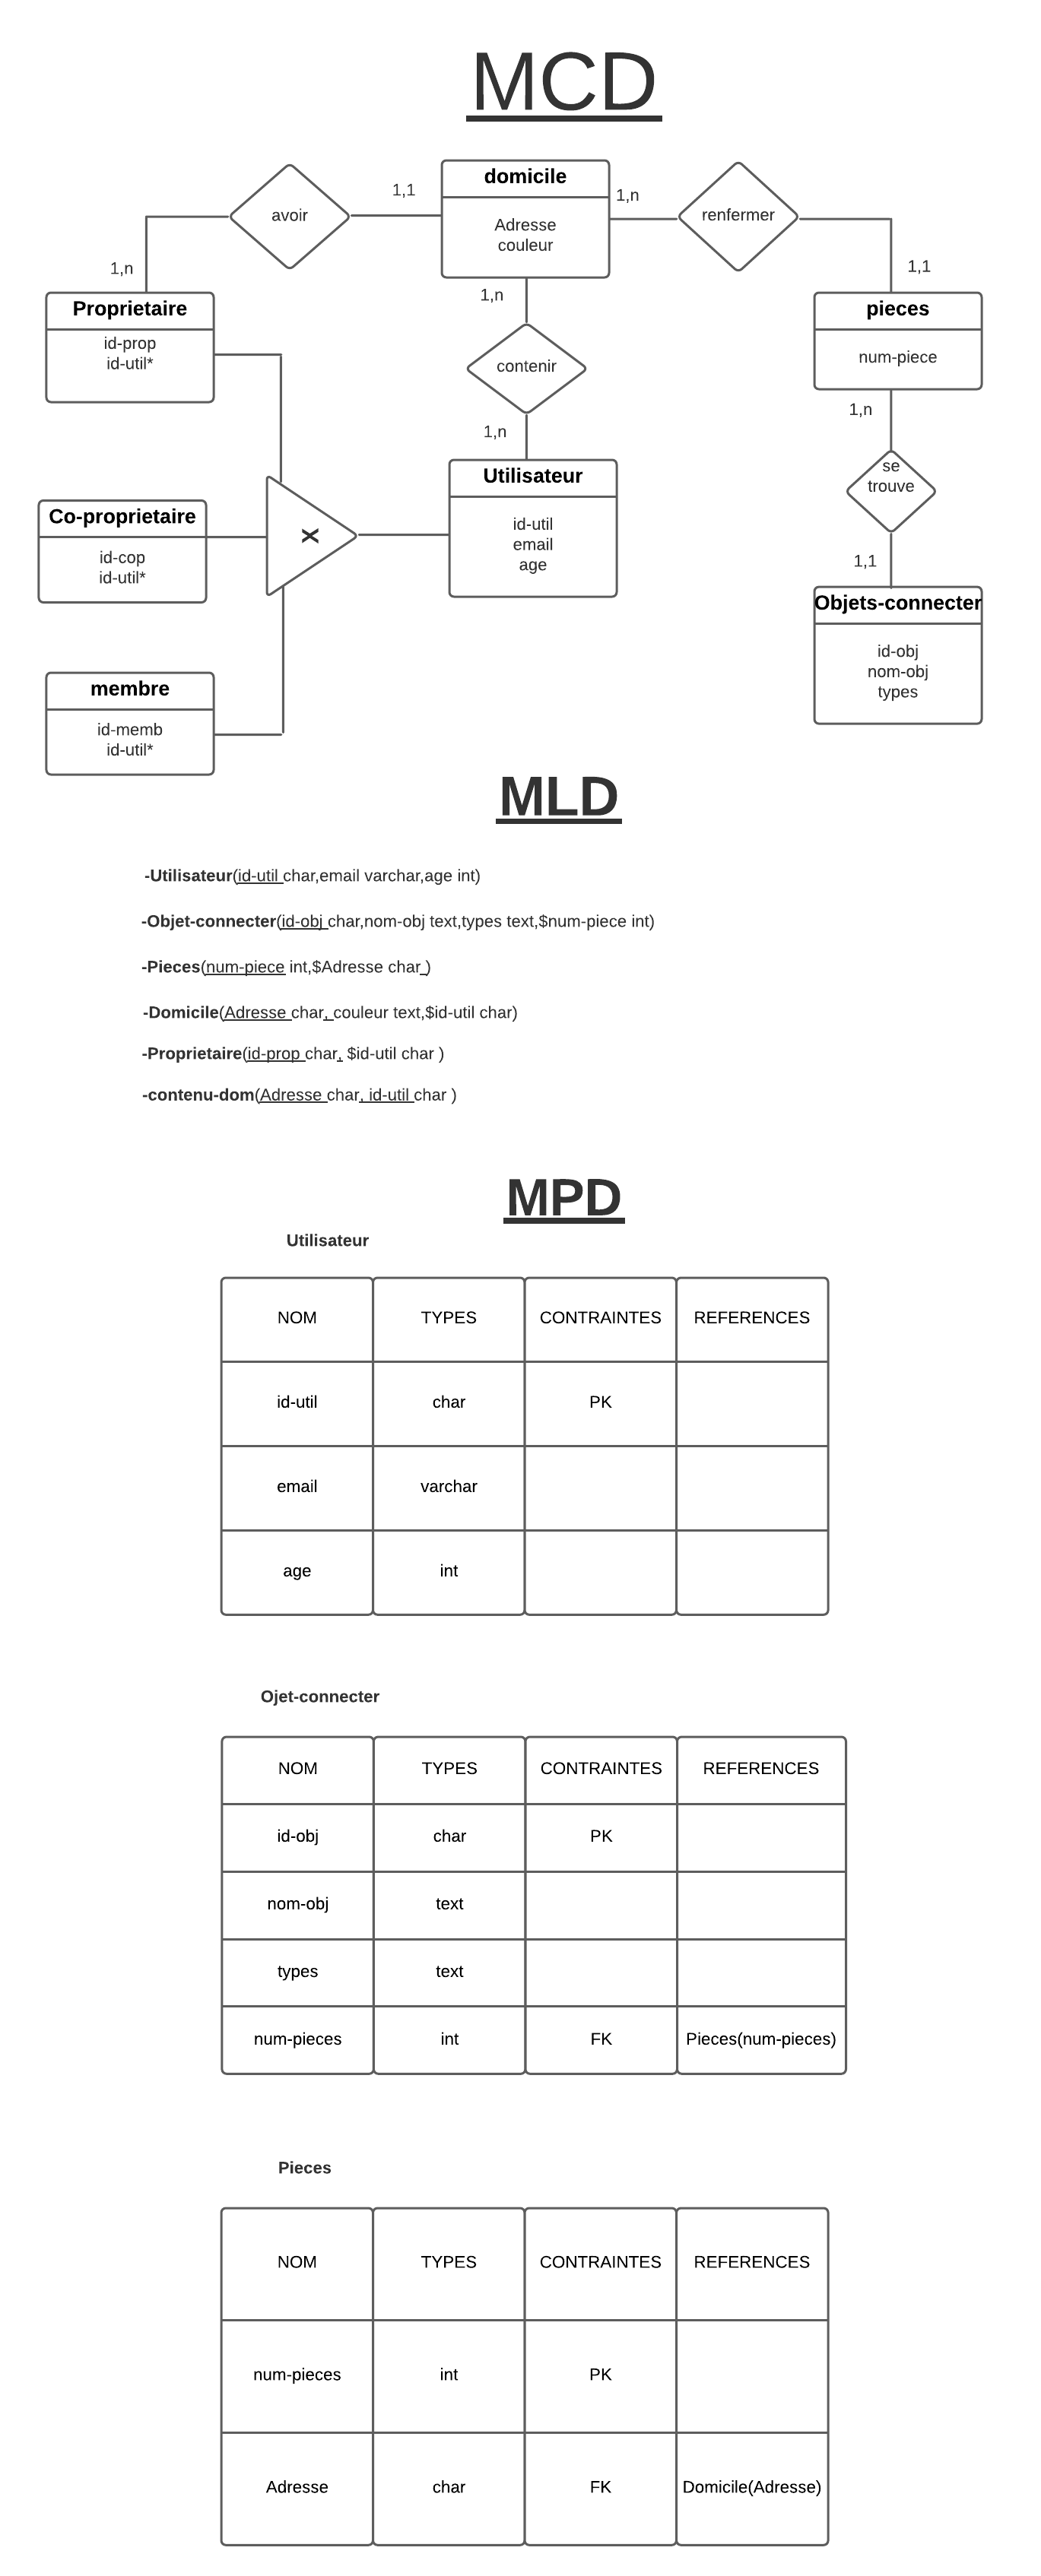 MCD
domicile
Adresse
couleur
avoir
1,1
1,n
renfermer
1,n
1,1
Proprietaire
id-prop
id-util*
1,n
contenir
1,n
pieces
num-piece
1,n
se
trouve
1,1
Utilisateur
id-util
email
age
Co-proprietaire
id-cop
id-util*
X
Objets-connecter
id-obj
nom-obj
types
membre
id-memb
id-util*
MLD
-Utilisateur(id-util char,email varchar,age int)
-Objet-connecter(id-obj char,nom-obj text,types text,$num-piece int)
-Pieces(num-piece int,$Adresse char )
-Domicile(Adresse char, couleur text,$id-util char)
-Proprietaire(id-prop char, $id-util char )
-contenu-dom(Adresse char, id-util char )
MPD
Utilisateur
NOM TYPES CONTRAINTES REFERENCES
id-util char PK
email varchar
age int
Ojet-connecter
NOM TYPES CONTRAINTES REFERENCES
id-obj char PK
nom-obj text
types text
num-pieces int FK Pieces(num-pieces)
Pieces
NOM TYPES CONTRAINTES REFERENCES
num-pieces int PK
Adresse char FK Domicile(Adresse)